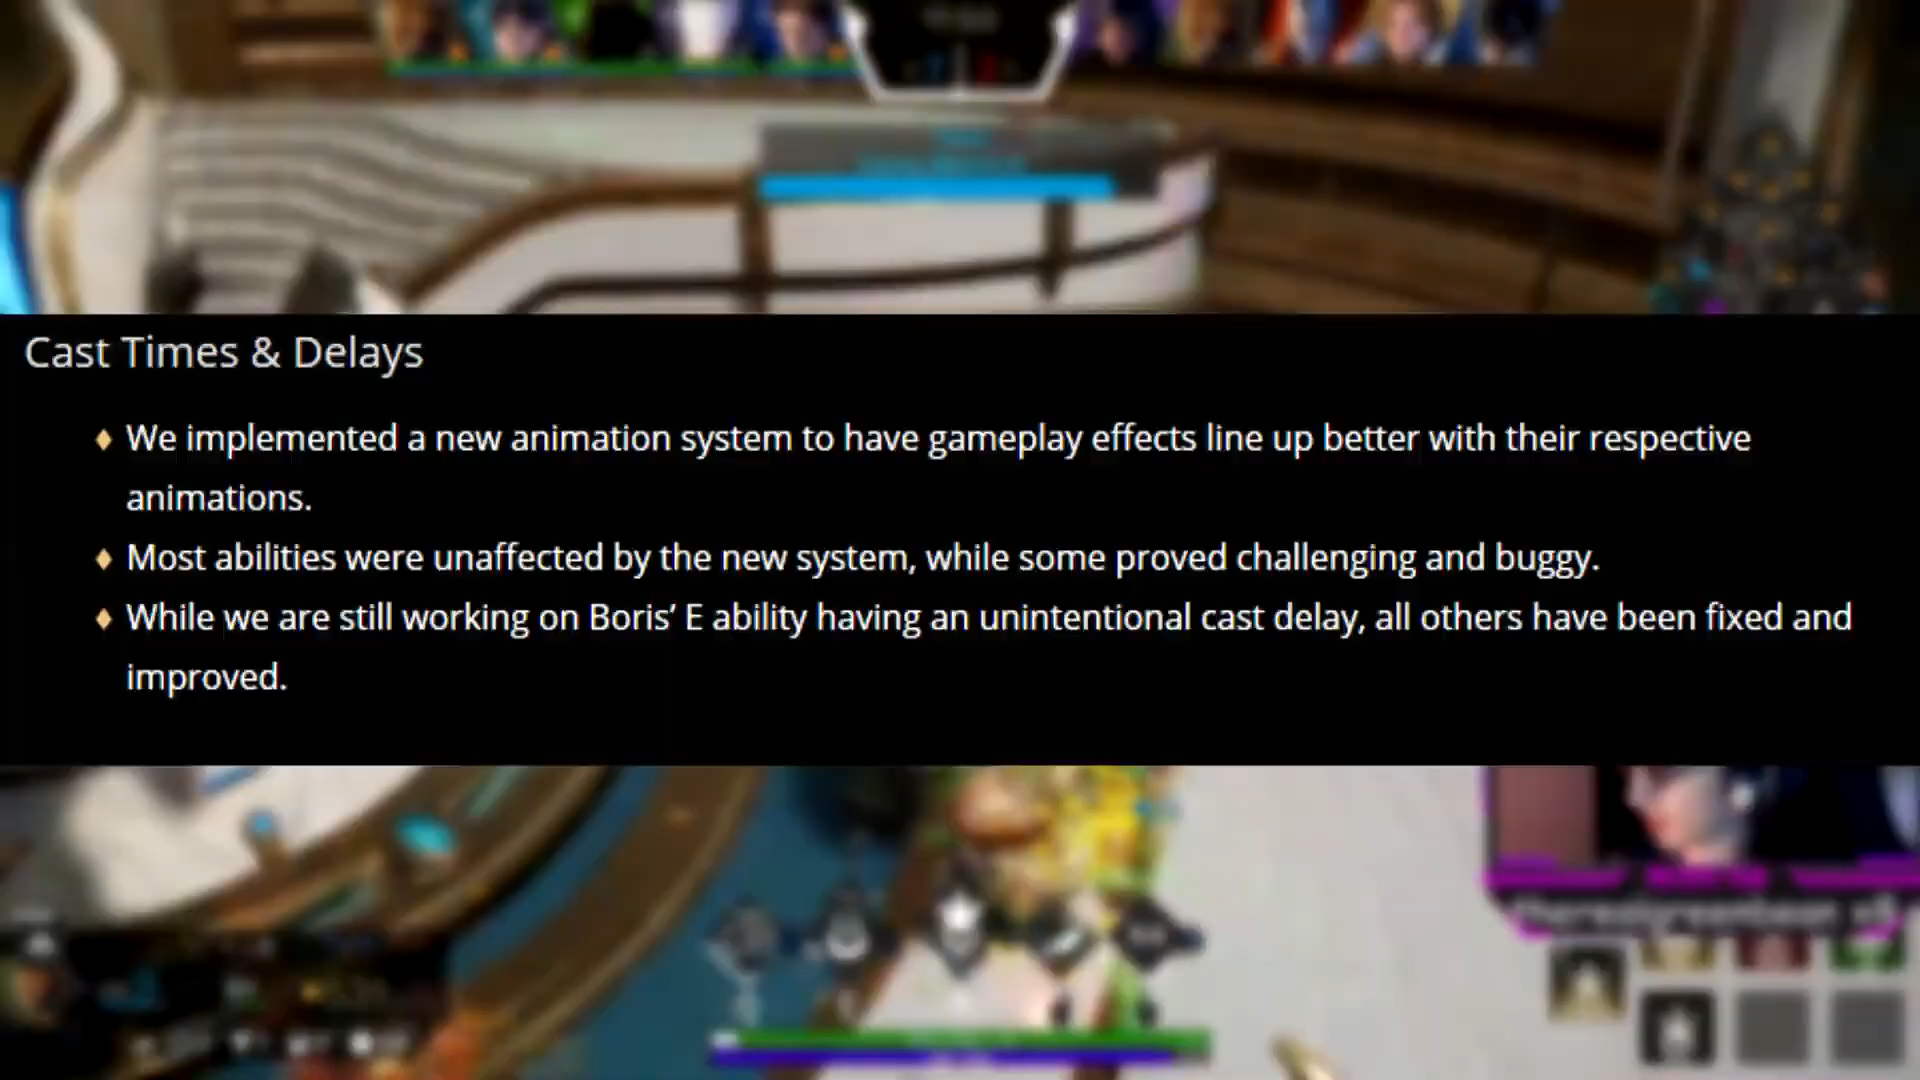 Cast Times & Delays
♦ We implemented a new animation system to have gameplay effects line up better with their respective
animations.
♦ Most abilities were unaffected by the new system, while some proved challenging and buggy.
♦ While we are still working on Boris’ E ability having an unintentional cast delay, all others have been fixed and
improved.